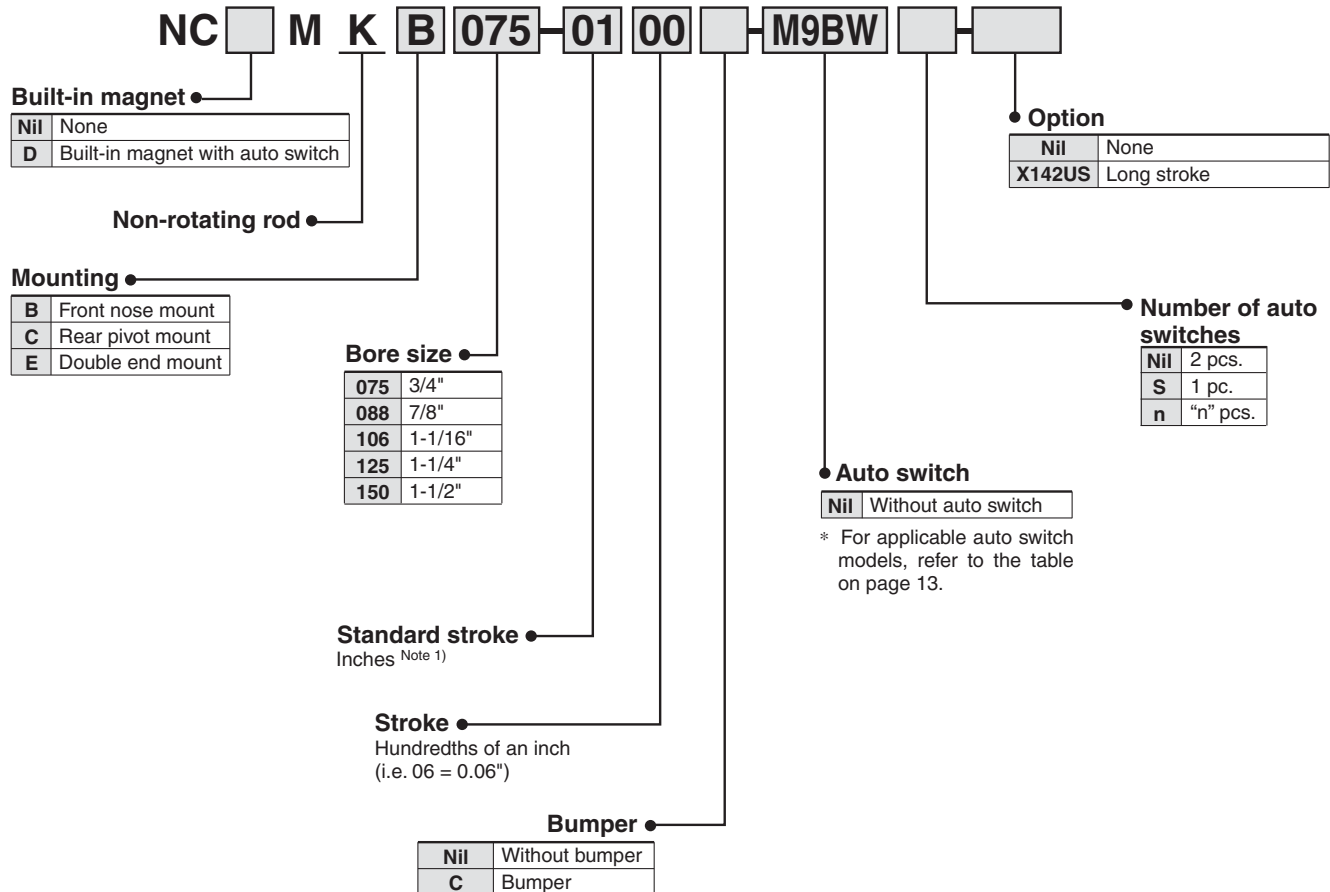 NC M K B 075-01 00 - M9BW -
Built-in magnet
Nil None
D Built-in magnet with auto switch
Non-rotating rod
Mounting
B Front nose mount
C Rear pivot mount
E Double end mount
Bore size
075 3/4"
088 7/8"
106 1-1/16"
125 1-1/4"
150 1-1/2"
Standard stroke
Inches Note 1)
Stroke
Hundredths of an inch
(i.e. 06 = 0.06")
Bumper
Nil Without bumper
C Bumper
Auto switch
Nil Without auto switch
* For applicable auto switch
models, refer to the table
on page 13.
Number of auto
switches
Nil 2 pcs.
S 1 pc.
n "n" pcs.
Option
Nil None
X142US Long stroke